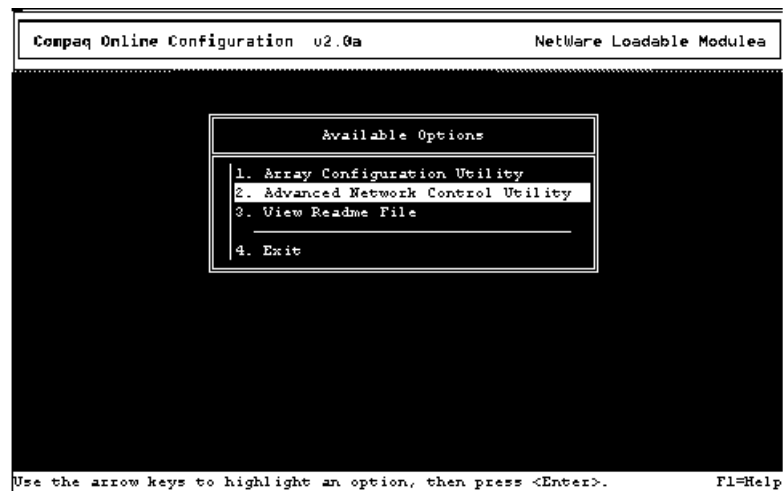 Compaq Online Configuration v2.0a NetWare Loadable Modulea
Available Options
1. Array Configuration Utility
2. Advanced Network Control Utility
3. View Readme File
4. Exit
Use the arrow keys to highlight an option, then press <Enter>. F1=Help